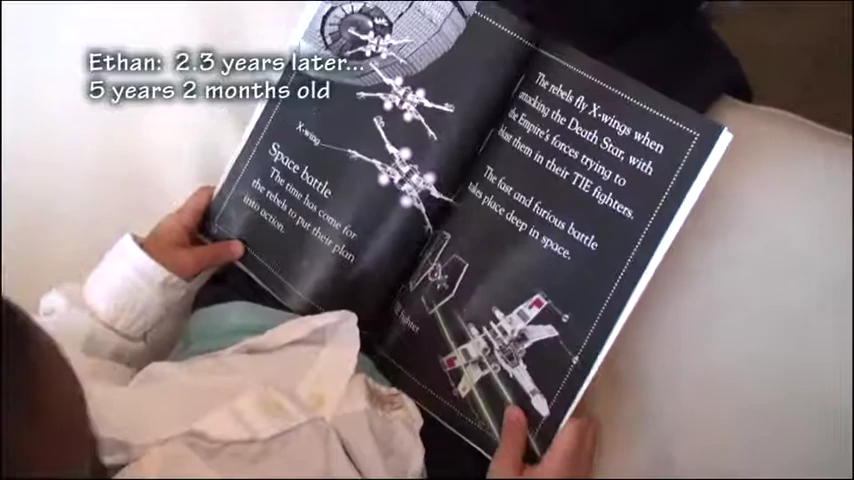 Ethan: 2.3 years later...
5 years 2 months old
X-wing
Space battle
The time has come for
the rebels to put their plan
into action.
The rebels fly X-wings when
attacking the Death Star, with
the Empire's forces trying to
blast them in their TIE fighters.
The fast and furious battle
takes place deep in space.
TIE fighter